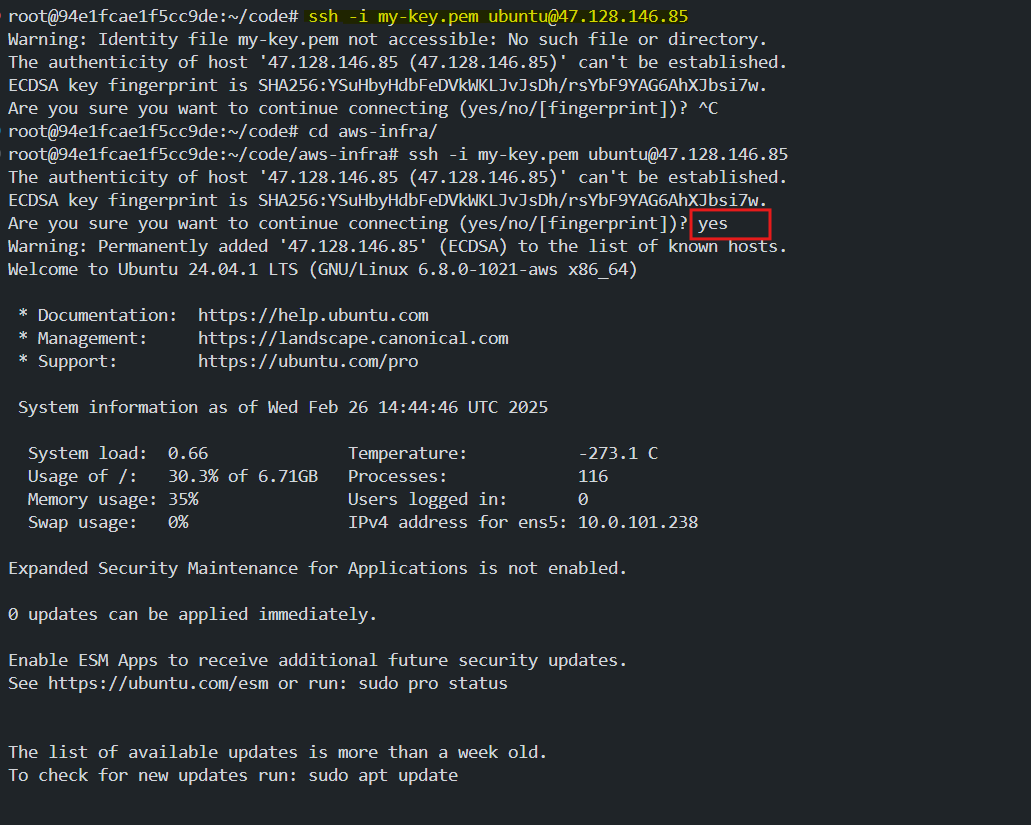 root@94e1fcae1f5cc9de:~/code# ssh -i my-key.pem ubuntu@47.128.146.85
Warning: Identity file my-key.pem not accessible: No such file or directory.
The authenticity of host '47.128.146.85 (47.128.146.85)' can't be established.
ECDSA key fingerprint is SHA256:YSuHbyHdbFeDVkWKLJvJsDh/rsYbF9YAG6AhXJbsi7w.
Are you sure you want to continue connecting (yes/no/[fingerprint])? ^C
root@94e1fcae1f5cc9de:~/code# cd aws-infra/
root@94e1fcae1f5cc9de:~/code/aws-infra# ssh -i my-key.pem ubuntu@47.128.146.85
The authenticity of host '47.128.146.85 (47.128.146.85)' can't be established.
ECDSA key fingerprint is SHA256:YSuHbyHdbFeDVkWKLJvJsDh/rsYbF9YAG6AhXJbsi7w.
Are you sure you want to continue connecting (yes/no/[fingerprint])? yes
Warning: Permanently added '47.128.146.85' (ECDSA) to the list of known hosts.
Welcome to Ubuntu 24.04.1 LTS (GNU/Linux 6.8.0-1021-aws x86_64)
* Documentation: https://help.ubuntu.com
* Management: https://landscape.canonical.com
* Support: https://ubuntu.com/pro
System information as of Wed Feb 26 14:44:46 UTC 2025
System load: 0.66 Temperature: -273.1 C
Usage of /: 30.3% of 6.71GB Processes: 116
Memory usage: 35% Users logged in: 0
Swap usage: 0% IPv4 address for ens5: 10.0.101.238
Expanded Security Maintenance for Applications is not enabled.
0 updates can be applied immediately.
Enable ESM Apps to receive additional future security updates.
See https://ubuntu.com/esm or run: sudo pro status
The list of available updates is more than a week old.
To check for new updates run: sudo apt update